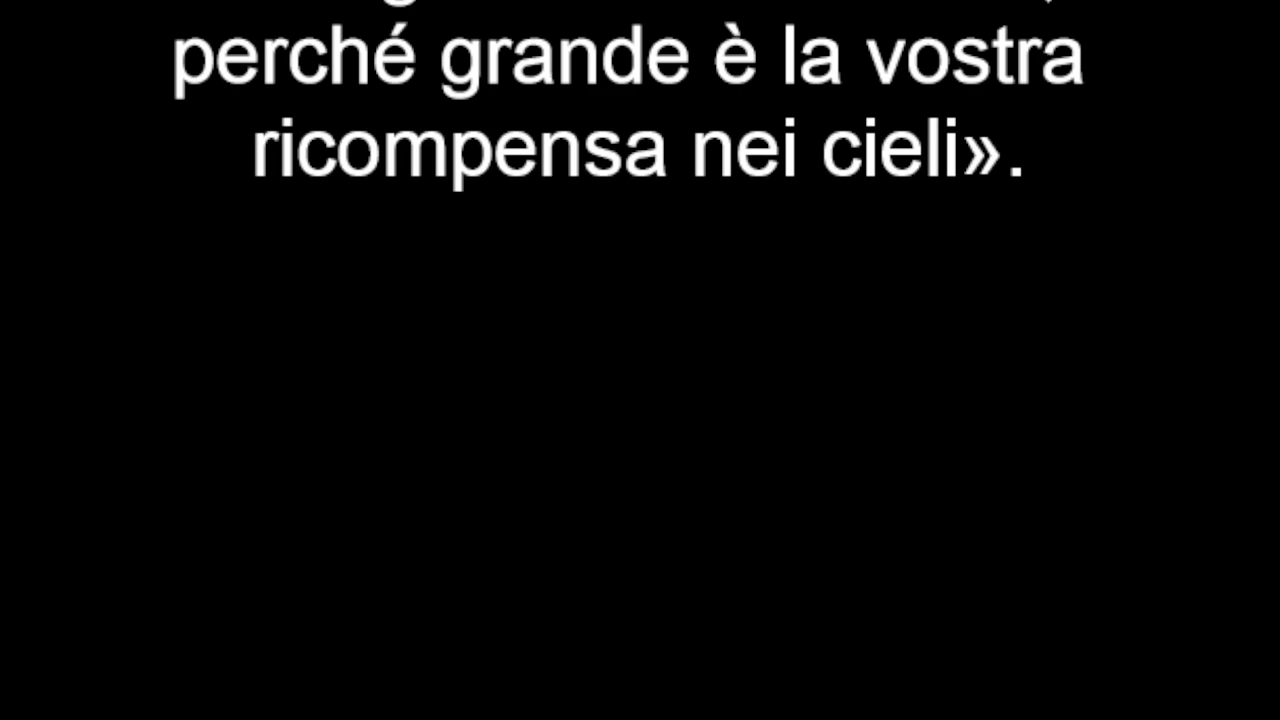 perché grande è la vostra
ricompensa nei cieli».